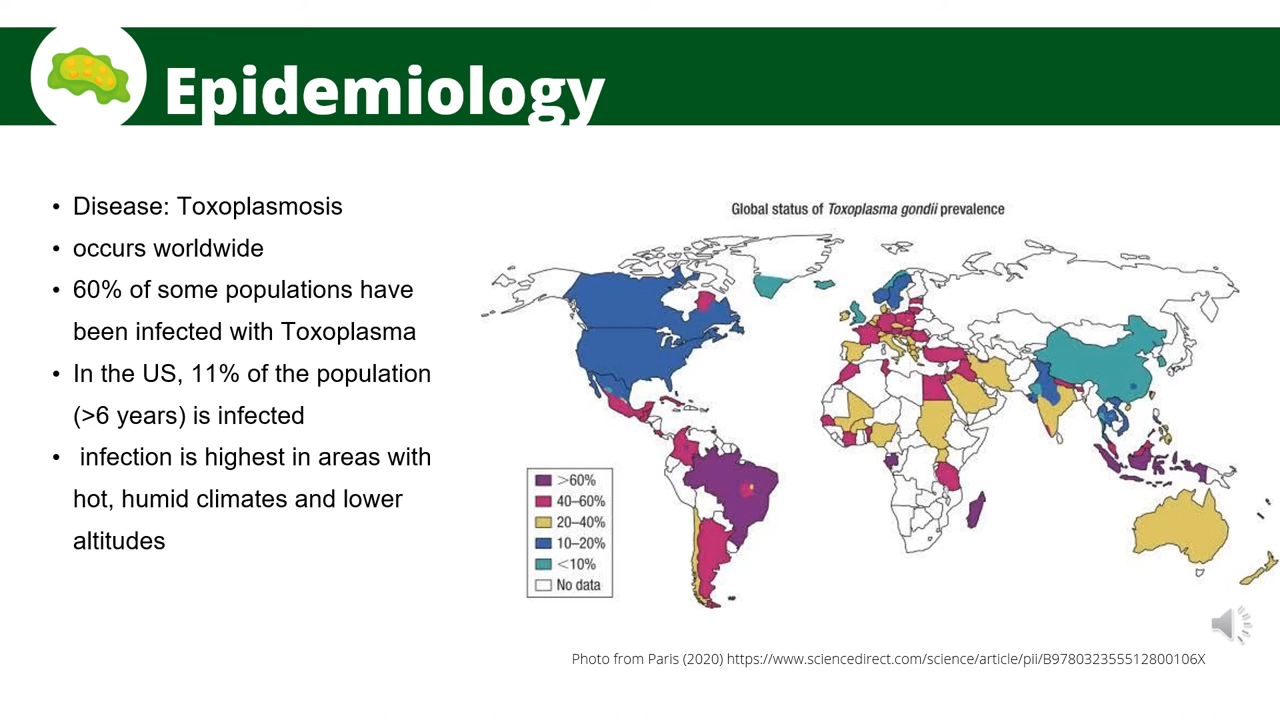 Epidemiology
• Disease: Toxoplasmosis
• occurs worldwide
• 60% of some populations have
been infected with Toxoplasma
• In the US, 11% of the population
(>6 years) is infected
• infection is highest in areas with
hot, humid climates and lower
altitudes
Global status of Toxoplasma gondii prevalence
>60%
40–60%
20–40%
10–20%
<10%
No data
Photo from Paris (2020) https://www.sciencedirect.com/science/article/pii/B978032355512800106X